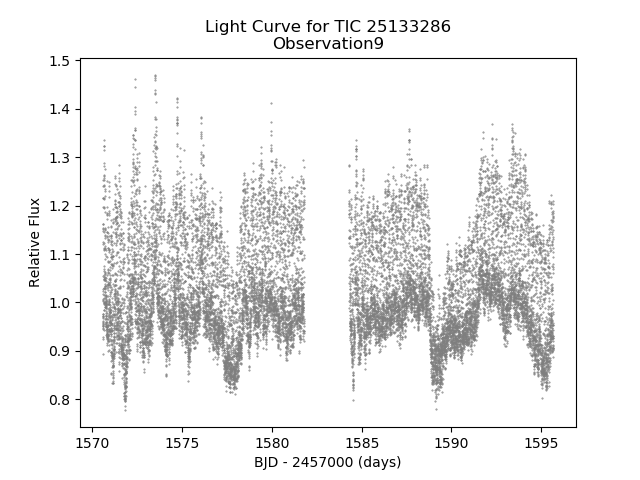 Light Curve for TIC 25133286
Observation9
1.5
1.4
1.3
1.2
1.1
1.0
0.9
0.8
Relative Flux
1570 1575 1580 1585 1590 1595
BJD - 2457000 (days)